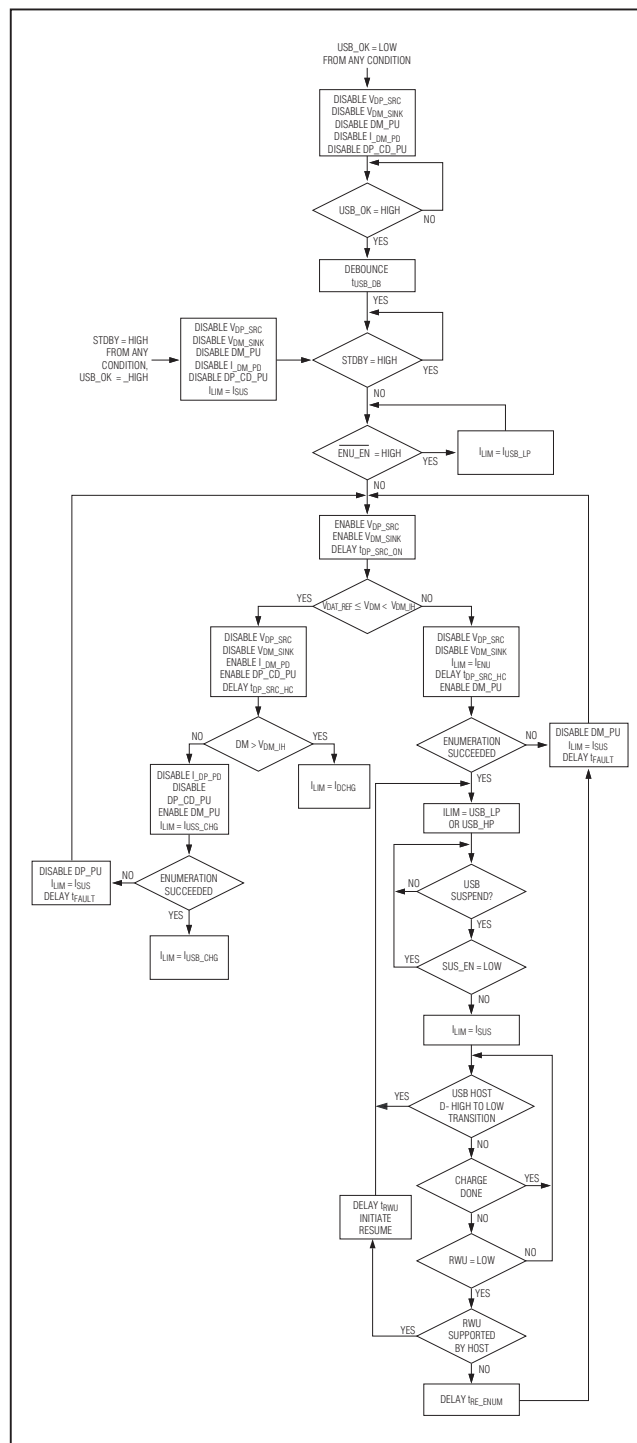 USB_OK = LOW
FROM ANY CONDITION
DISABLE VDP_SRC
DISABLE VDM_SINK
DISABLE DM_PU
DISABLE I_DM_PD
DISABLE DP_CD_PU
USB_OK = HIGH
NO
YES
DEBOUNCE
tUSB_DB
YES
STDBY = HIGH
FROM ANY
CONDITION,
USB_OK = _HIGH
DISABLE VDP_SRC
DISABLE VDM_SINK
DISABLE DM_PU
DISABLE I_DM_PD
DISABLE DP_CD_PU
ILIM = ISUS
STDBY = HIGH
YES
NO
ENU_EN = HIGH
YES
ILIM = IUSB_LP
NO
ENABLE VDP_SRC
ENABLE VDM_SINK
DELAY tDP_SRC_ON
YES
VDAT_REF ≤ VDM < VDM_IH
NO
DISABLE VDP_SRC
DISABLE VDM_SINK
ENABLE I_DM_PD
ENABLE DP_CD_PU
DELAY tDP_SRC_HC
DISABLE VDP_SRC
DISABLE VDM_SINK
ILIM = IENU
DELAY tDP_SRC_HC
ENABLE DM_PU
NO
DM > VDM_IH
YES
ENUMERATION
SUCCEEDED
NO
DISABLE DM_PU
ILIM = ISUS
DELAY tFAULT
YES
DISABLE I_DP_PD
DISABLE
DP_CD_PU
ENABLE DM_PU
ILIM = IUSS_CHG
ILIM = IDCHG
ILIM = USB_LP
OR USB_HP
DISABLE DP_PU
ILIM = ISUS
DELAY tFAULT
NO
ENUMERATION
SUCCEEDED
YES
ILIM = IUSB_CHG
NO
USB
SUSPEND?
YES
YES
SUS_EN = LOW
NO
ILIM = ISUS
YES
USB HOST
D- HIGH TO LOW
TRANSITION
NO
CHARGE
DONE
YES
NO
DELAY tRWU
INITIATE
RESUME
RWU = LOW
NO
YES
YES
RWU
SUPPORTED
BY HOST
NO
DELAY tRE_ENUM